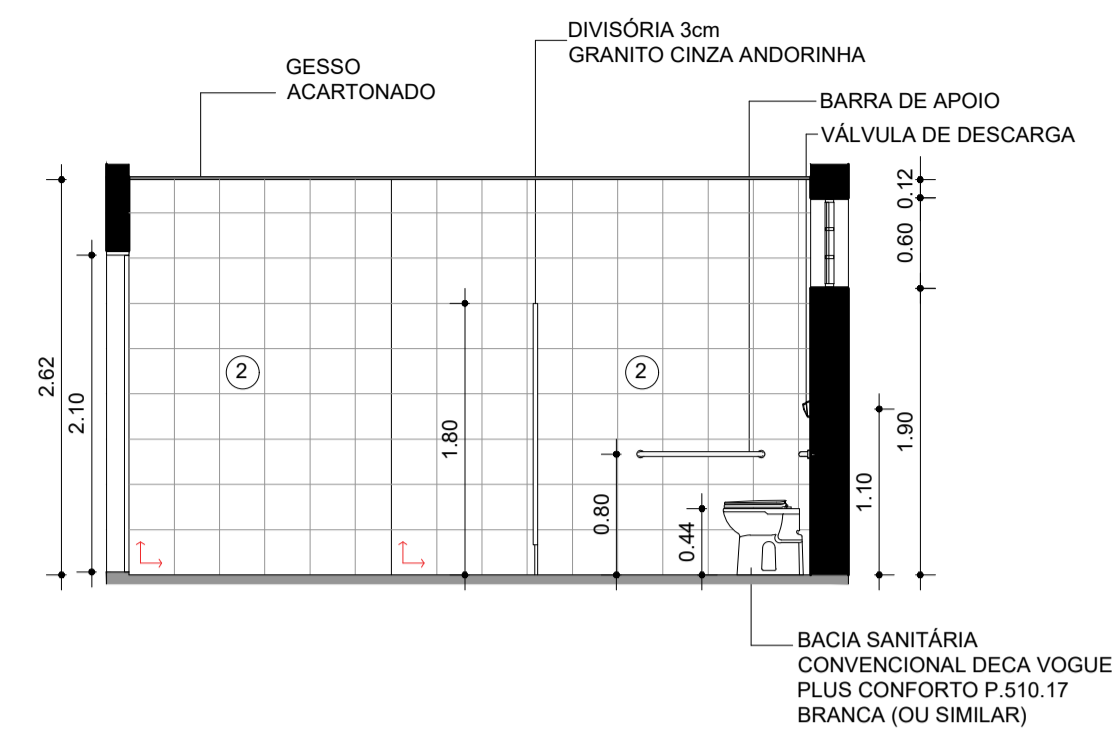 DIVISÓRIA 3cm
GRANITO CINZA ANDORINHA
GESSO
ACARTONADO
BARRA DE APOIO
VÁLVULA DE DESCARGA
0.12
0.60
2.62
2.10
2
2
1.80
1.90
1.10
0.80
0.44
BACIA SANITÁRIA
CONVENCIONAL DECA VOGUE
PLUS CONFORTO P.510.17
BRANCA (OU SIMILAR)